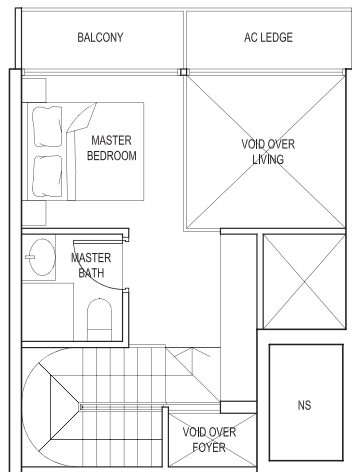 BALCONY
AC LEDGE
MASTER
BEDROOM
VOID OVER
LIVING
MASTER
BATH
NS
VOID OVER
FOYER